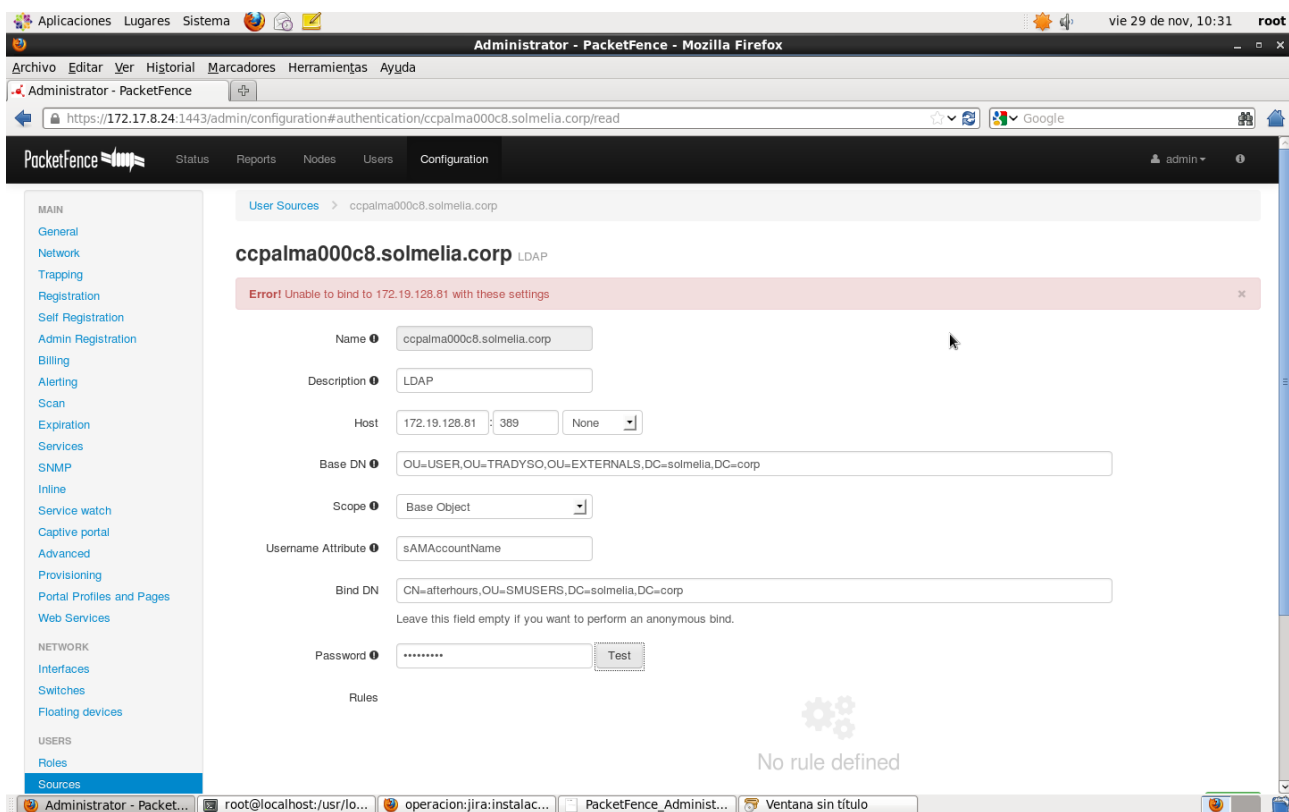 Aplicaciones Lugares Sistema vie 29 de nov, 10:31 root
Administrator - PacketFence - Mozilla Firefox
Archivo Editar Ver Historial Marcadores Herramientas Ayuda
Administrator - PacketFence
https://172.17.8.24:1443/admin/configuration#authentication/ccpalma000c8.solmelia.corp/read Google
PacketFence Status Reports Nodes Users Configuration admin
MAIN
General
Network
Trapping
Registration
Self Registration
Admin Registration
Billing
Alerting
Scan
Expiration
Services
SNMP
Inline
Service watch
Captive portal
Advanced
Provisioning
Portal Profiles and Pages
Web Services
NETWORK
Interfaces
Switches
Floating devices
USERS
Roles
Sources
User Sources > ccpalma000c8.solmelia.corp
ccpalma000c8.solmelia.corp LDAP
Error! Unable to bind to 172.19.128.81 with these settings ×
Name ccpalma000c8.solmelia.corp
Description LDAP
Host 172.19.128.81 : 389 None
Base DN OU=USER,OU=TRADYSO,OU=EXTERNALS,DC=solmelia,DC=corp
Scope Base Object
Username Attribute sAMAccountName
Bind DN CN=afterhours,OU=SMUSERS,DC=solmelia,DC=corp
Leave this field empty if you want to perform an anonymous bind.
Password ••••••••• Test
Rules
No rule defined
Administrator - Packet... root@localhost:/usr/lo... operacion:jira:instalac... PacketFence_Administ... Ventana sin título